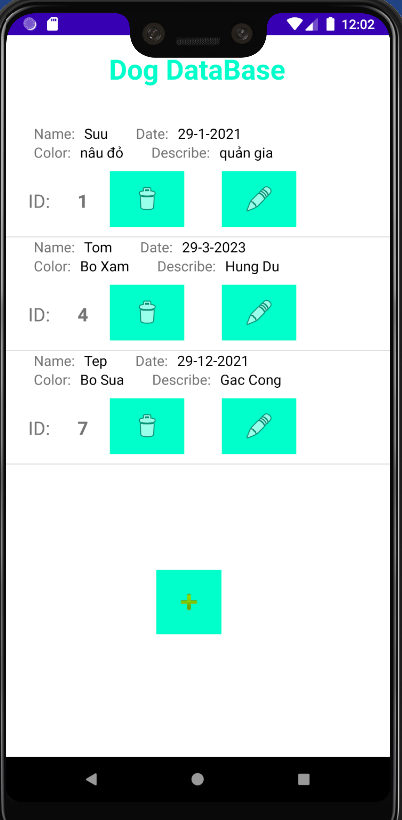 12:02
Dog DataBase
Name: Suu Date: 29-1-2021
Color: nâu đỏ Describe: quản gia
ID: 1
Name: Tom Date: 29-3-2023
Color: Bo Xam Describe: Hung Du
ID: 4
Name: Tep Date: 29-12-2021
Color: Bo Sua Describe: Gac Cong
ID: 7